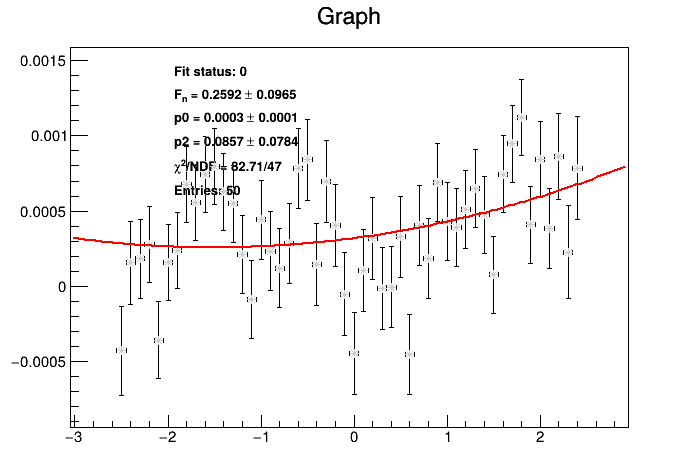 Graph
0.0015
0.001
0.0005
0
−0.0005
Fit status: 0
Fn = 0.2592 ± 0.0965
p0 = 0.0003 ± 0.0001
p2 = 0.0857 ± 0.0784
χ²/NDF = 82.71/47
Entries: 50
−3 −2 −1 0 1 2